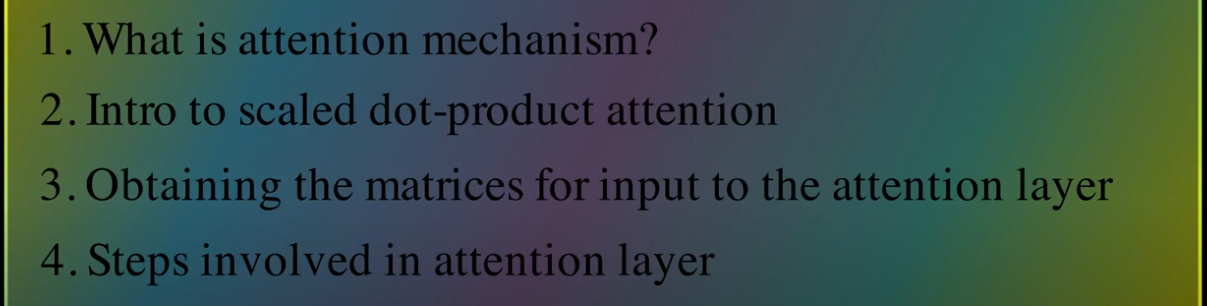 1. What is attention mechanism?
2. Intro to scaled dot-product attention
3. Obtaining the matrices for input to the attention layer
4. Steps involved in attention layer